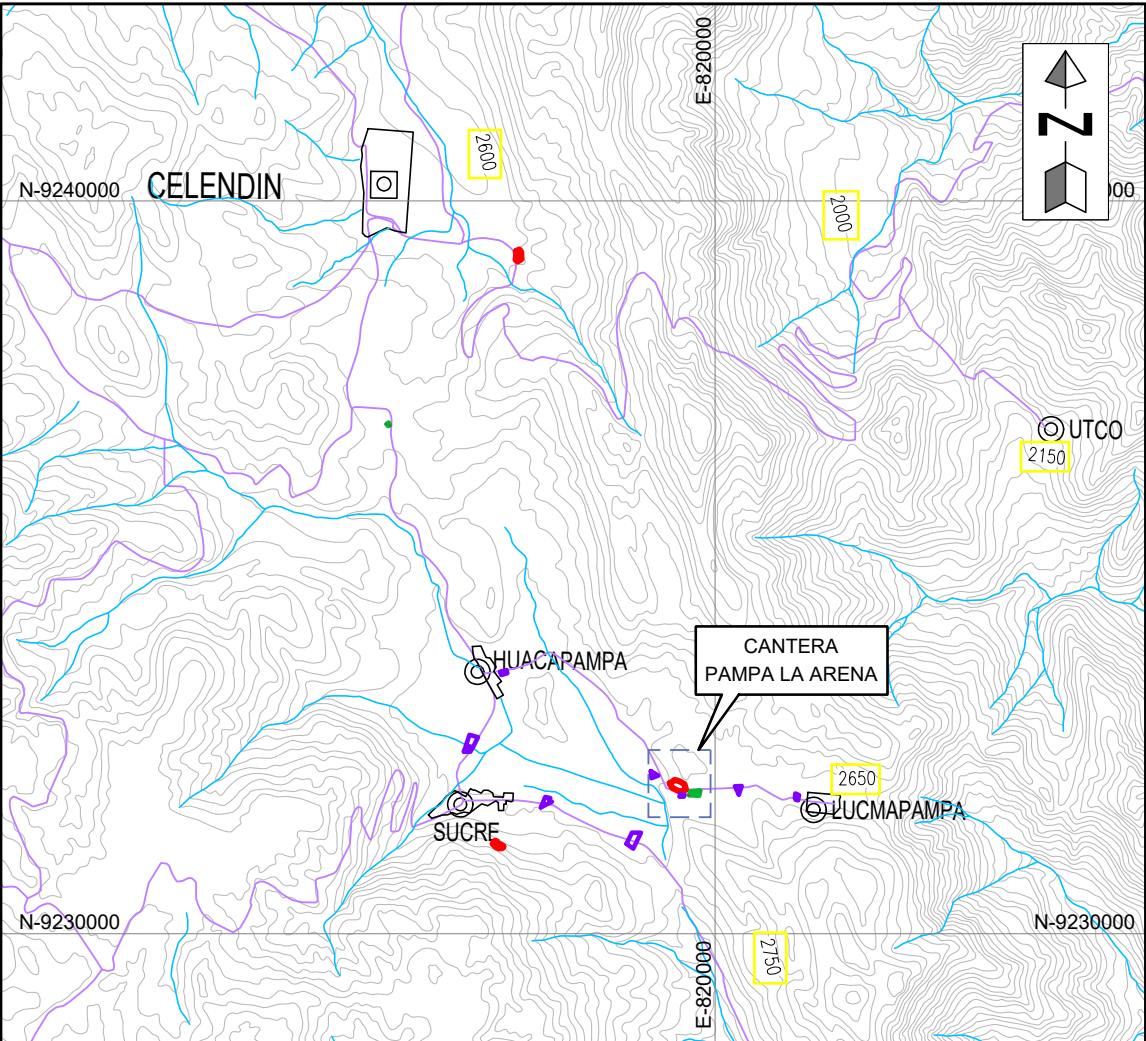 E-820000
N
2600
N-9240000
CELENDIN
000
2000
UTCO
2150
CANTERA
PAMPA LA ARENA
HUACAPAMPA
2650
LUCMAPAMPA
SUCRE
N-9230000
N-9230000
E-820000
2750